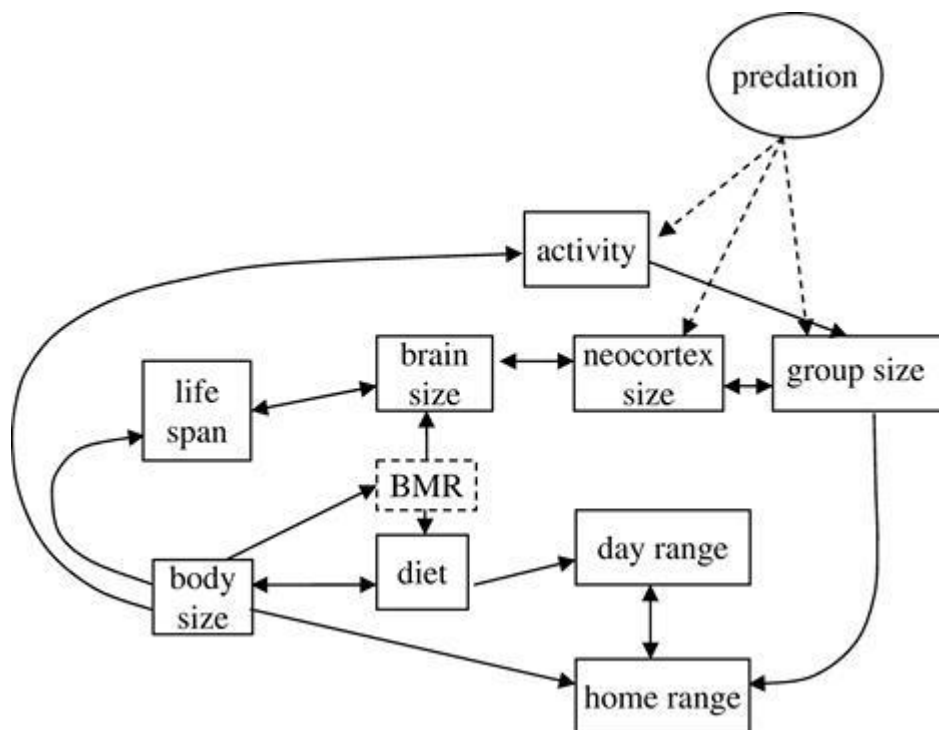 predation
activity
brain
size
neocortex
size
group size
life
span
BMR
day range
diet
body
size
home range